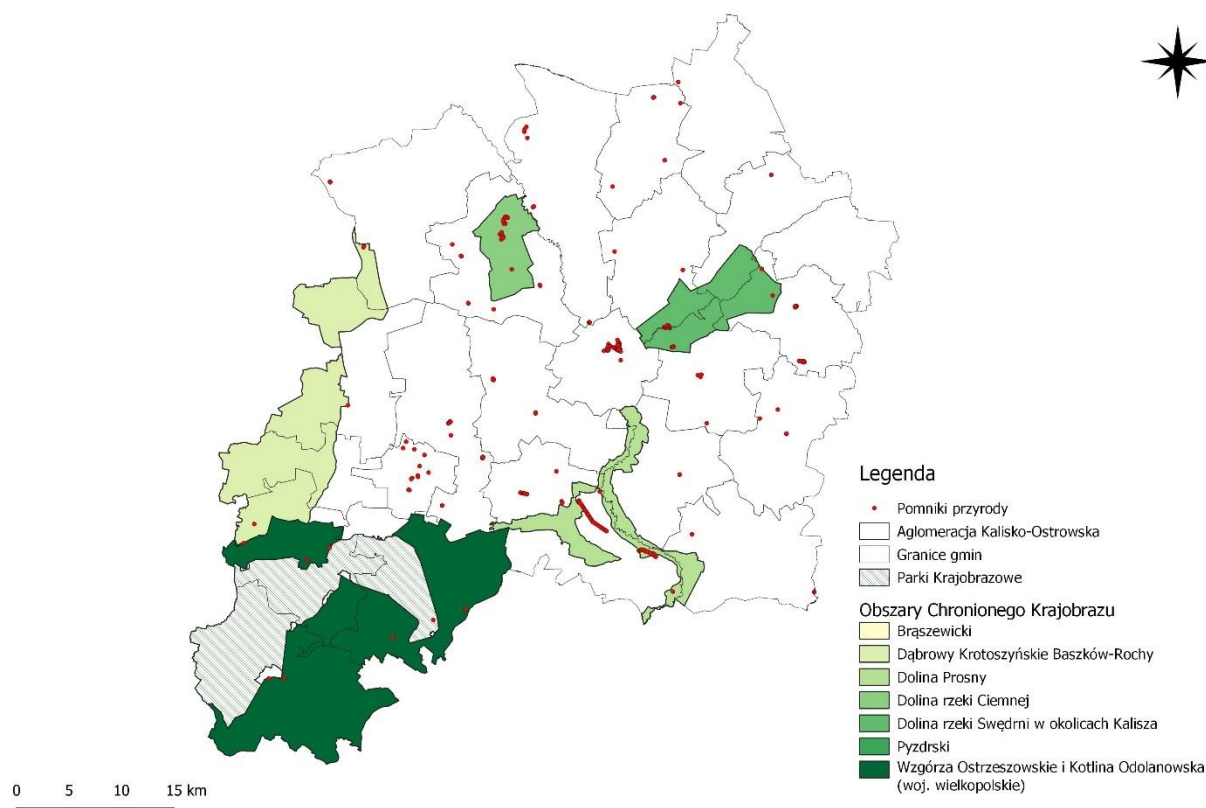 Legenda
Pomniki przyrody
Aglomeracja Kalisko-Ostrowska
Granice gmin
Parki Krajobrazowe
Obszary Chronionego Krajobrazu
Brąszewicki
Dąbrowy Krotoszyńskie Baszków-Rochy
Dolina Prosny
Dolina rzeki Ciemnej
Dolina rzeki Swędrni w okolicach Kalisza
Pyzdrski
Wzgórza Ostrzeszowskie i Kotlina Odolanowska
(woj. wielkopolskie)
0 5 10 15 km